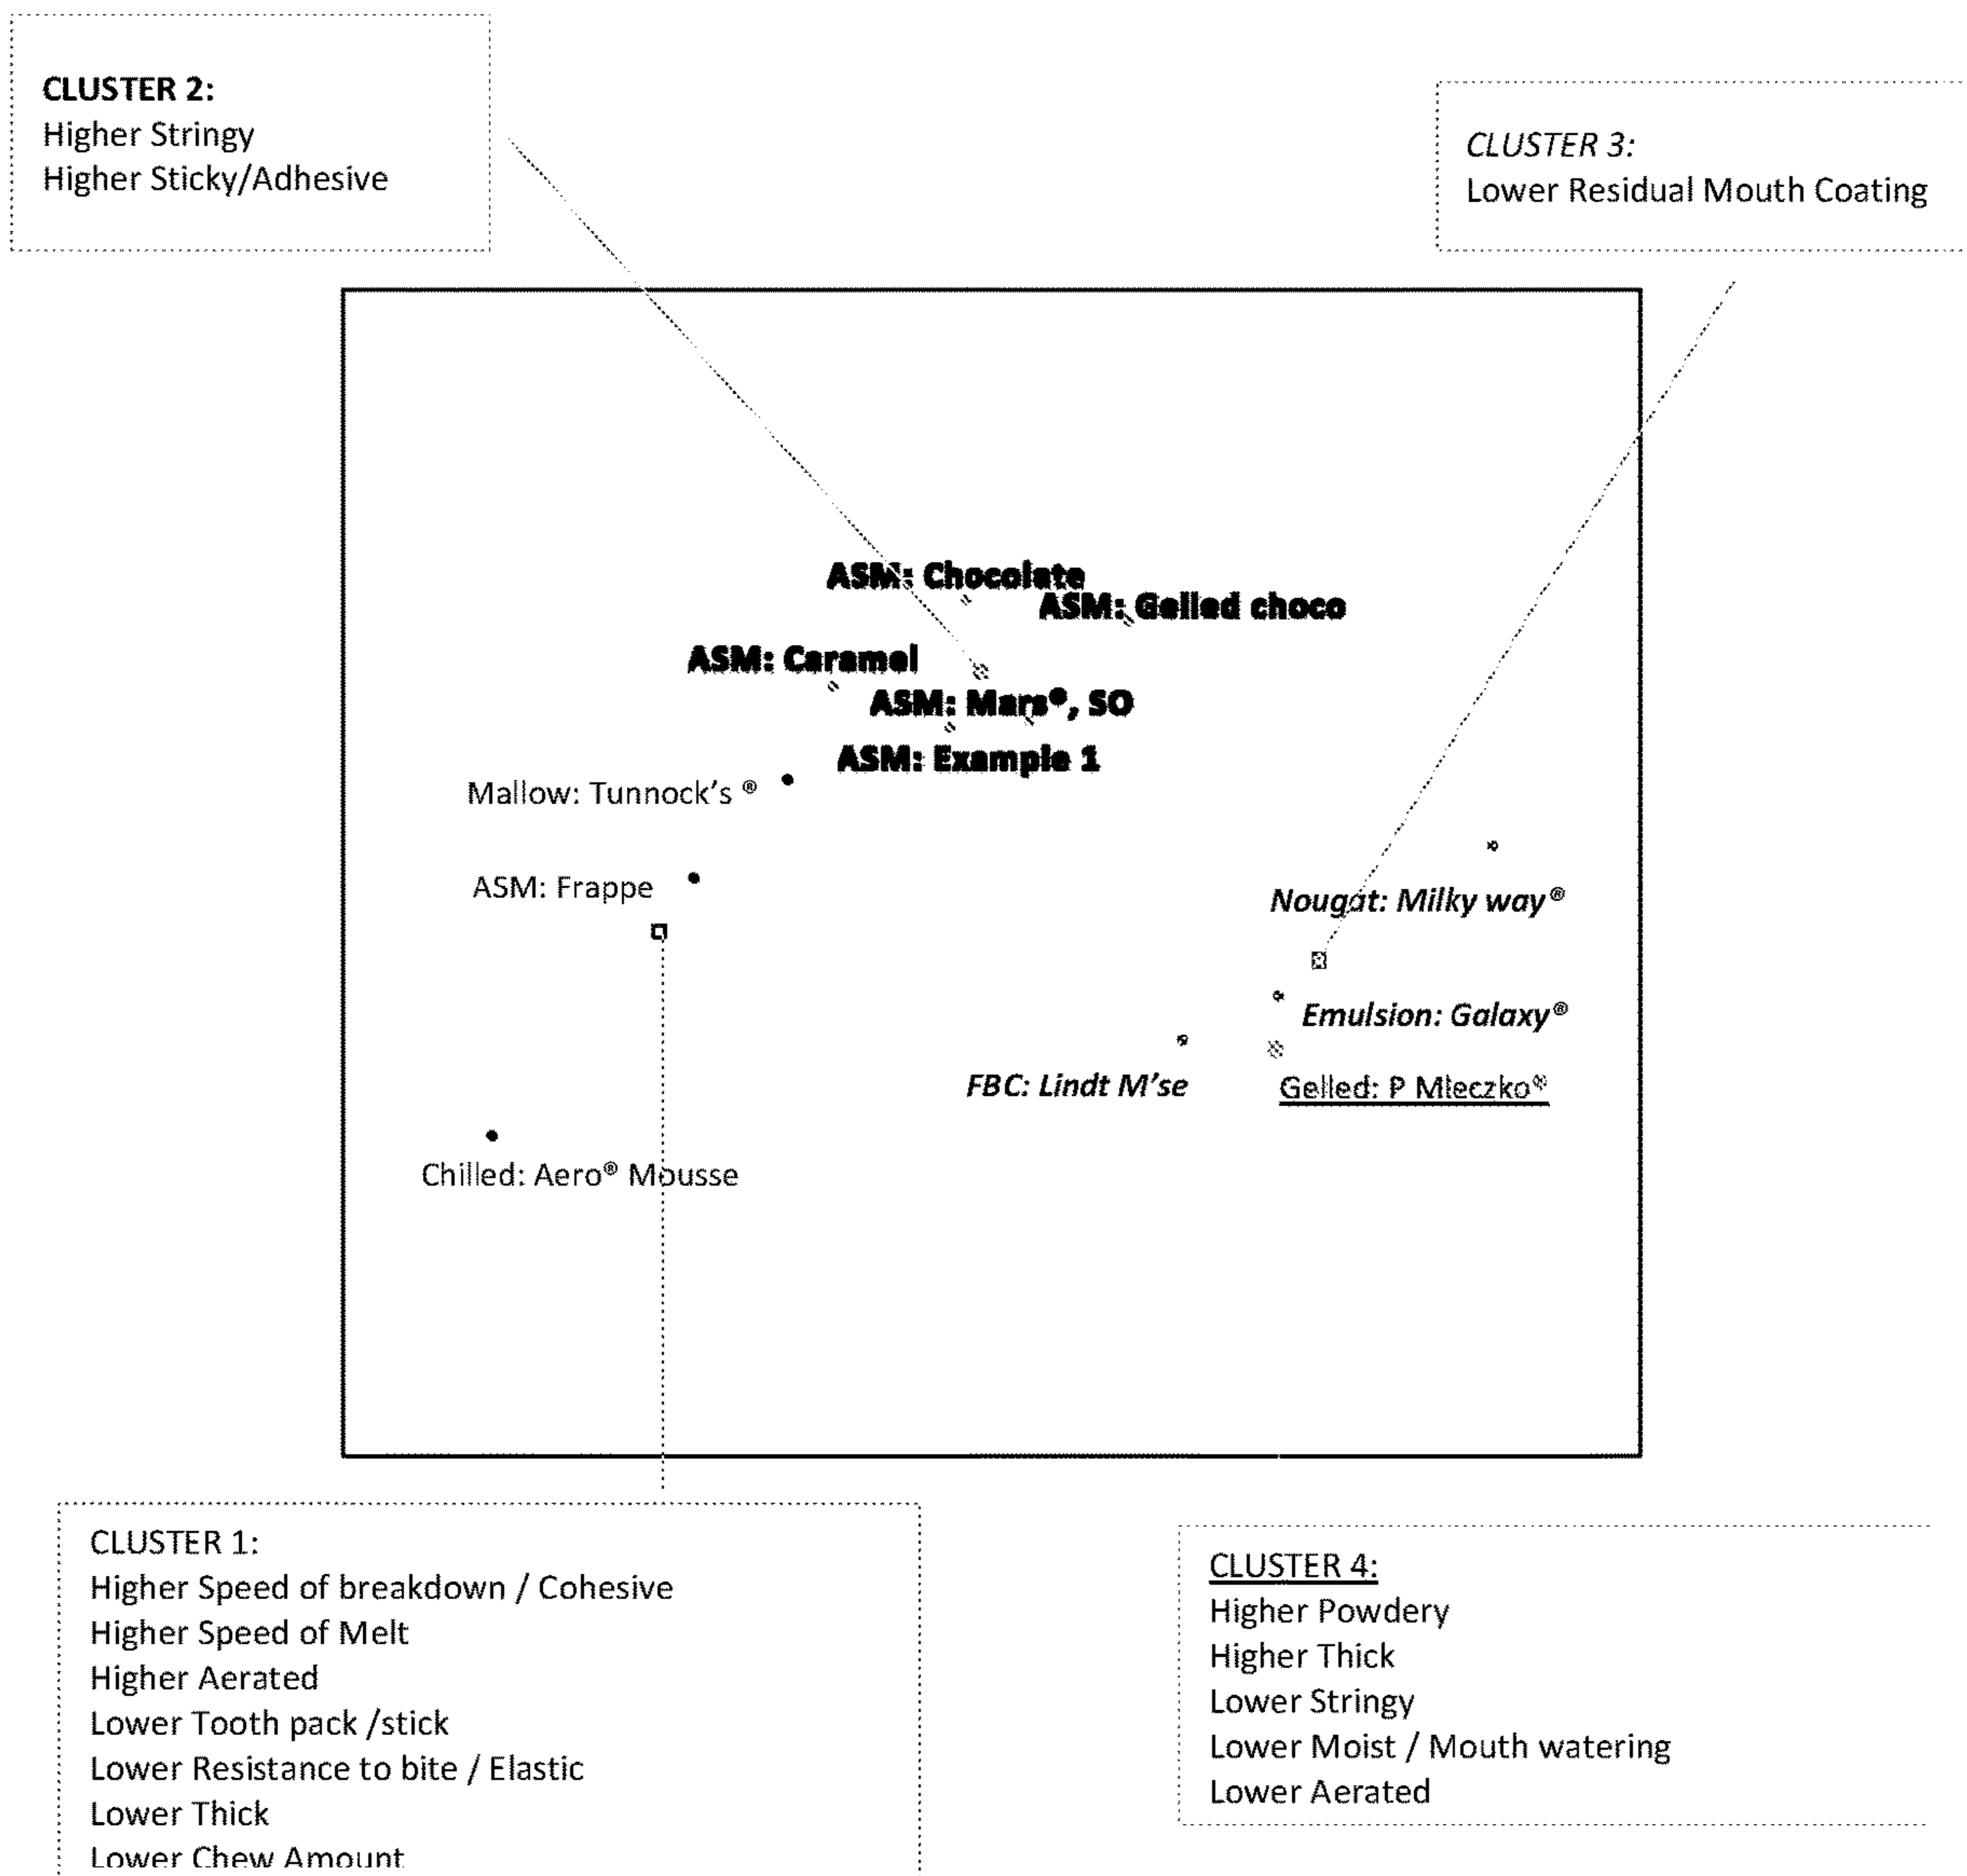 CLUSTER 2:
Higher Stringy
Higher Sticky/Adhesive
CLUSTER 3:
Lower Residual Mouth Coating
ASM: Chocolate
ASM: Gelled choco
ASM: Caramel
ASM: Mars®, SO
ASM: Example 1
Mallow: Tunnock's ®
ASM: Frappe
Nougat: Milky way®
Emulsion: Galaxy®
FBC: Lindt M'se
Gelled: P Mleczko®
Chilled: Aero® Mousse
CLUSTER 1:
Higher Speed of breakdown / Cohesive
Higher Speed of Melt
Higher Aerated
Lower Tooth pack /stick
Lower Resistance to bite / Elastic
Lower Thick
Lower Chew Amount
CLUSTER 4:
Higher Powdery
Higher Thick
Lower Stringy
Lower Moist / Mouth watering
Lower Aerated